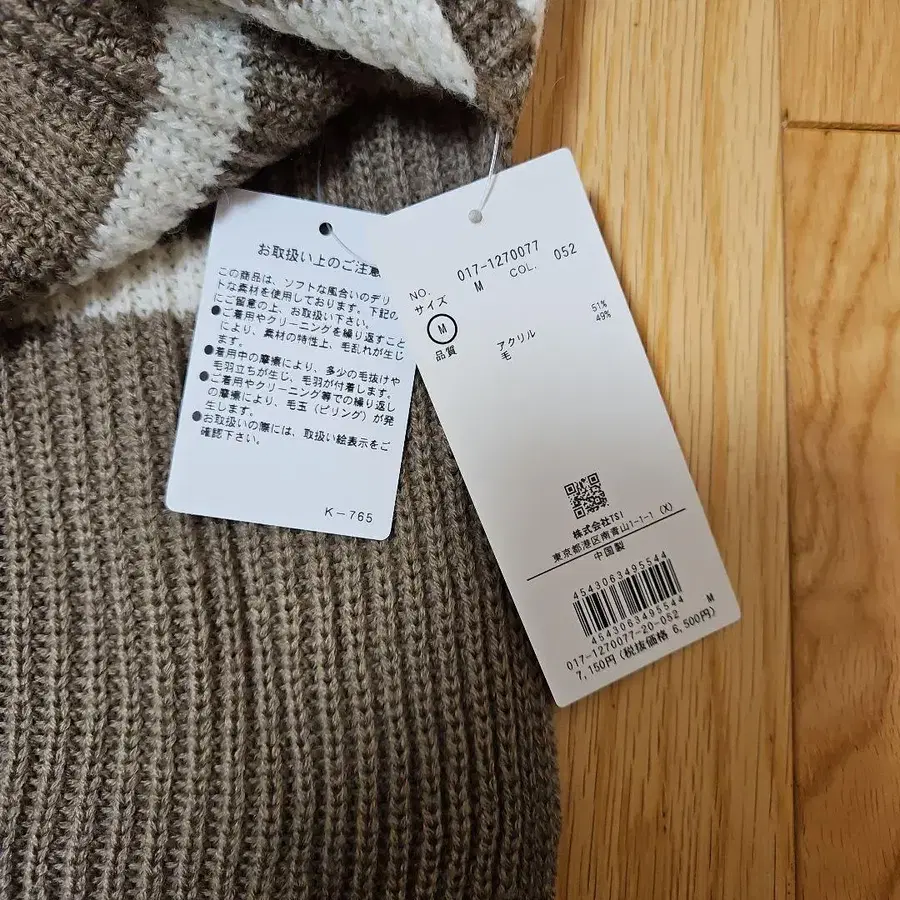 お取扱い上のご注意
この商品は、ソフトな風合いのデリ
トな素材を使用しております。下記の
にご留意の上、お取扱い下さい。
●ご着用やクリーニングを繰り返すこと
により、素材の特性上、毛乱れが生じ
ます。
●着用中の摩擦により、多少の毛抜けや
毛羽立ちが生じ、毛羽が付着します。
●ご着用やクリーニング等での繰り返し
の摩擦により、毛玉（ピリング）が発
生します。
●お取扱いの際には、取扱い絵表示をご
確認下さい。
K-765
NO. 017-1270077
サイズ M COL. 052
M
品質 アクリル 51%
毛 49%
株式会社TSI
東京都港区南青山1-1-1 (X)
中国製
4543063495544
4543063495544
017-1270077-20-052 M
7,150円(税抜価格 6,500円)